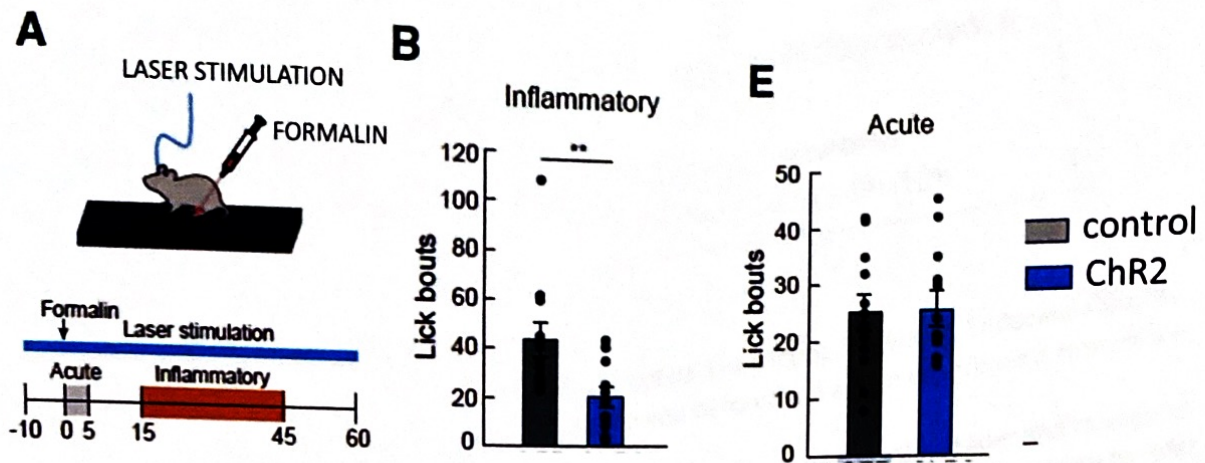 A
LASER STIMULATION
FORMALIN
Formalin
Laser stimulation
Acute
Inflammatory
-10 0 5 15 45 60
B
Inflammatory
**
120
100
80
60
40
20
0
Lick bouts
E
Acute
50
40
30
20
10
0
Lick bouts
control
ChR2